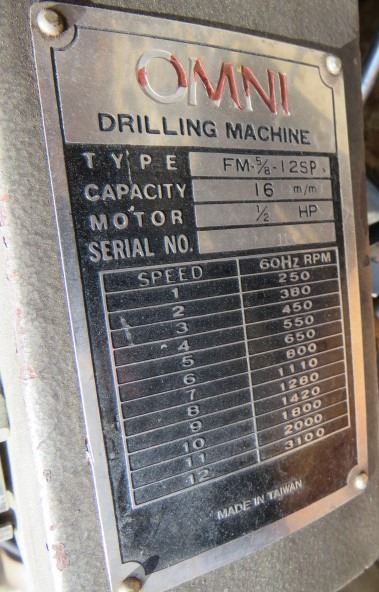 OMNI
DRILLING MACHINE
TYPE FM-5/8-12SP
CAPACITY 16 m/m
MOTOR 1/2 HP
SERIAL NO.
SPEED 60Hz RPM
1 250
2 380
3 450
4 550
5 650
6 800
7 1110
8 1280
9 1420
10 1800
11 2000
12 3100
MADE IN TAIWAN